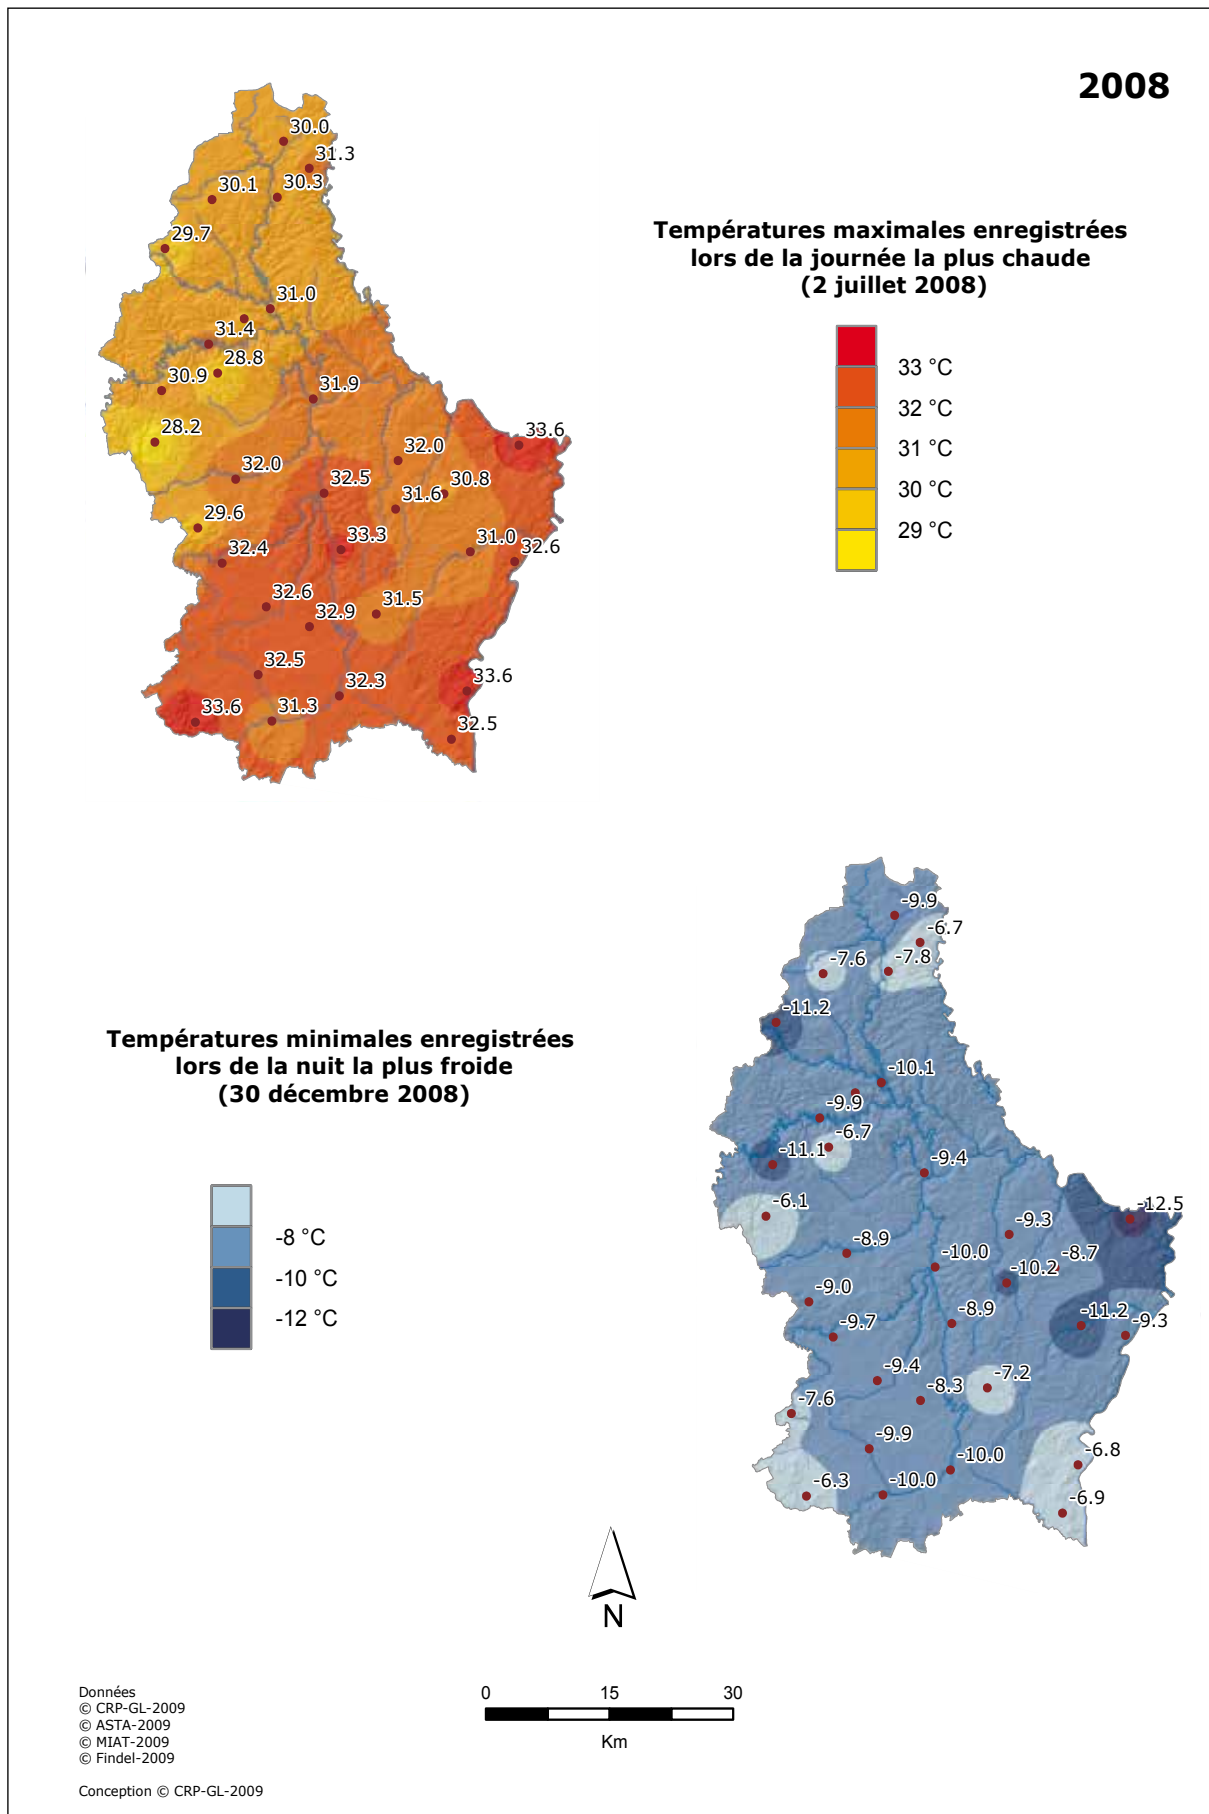 2008
30.0
31.3
30.1
30.3
29.7
31.0
31.4
28.8
30.9
31.9
28.2
33.6
32.0
32.0
32.5
30.8
31.6
29.6
33.3
31.0
32.4
32.6
32.6
31.5
32.9
32.5
33.6
32.3
33.6
31.3
32.5
Températures maximales enregistrées
lors de la journée la plus chaude
(2 juillet 2008)
33 °C
32 °C
31 °C
30 °C
29 °C
Températures minimales enregistrées
lors de la nuit la plus froide
(30 décembre 2008)
-8 °C
-10 °C
-12 °C
-9.9
-6.7
-7.6
-7.8
-11.2
-10.1
-9.9
-6.7
-11.1
-9.4
-6.1
-12.5
-9.3
-8.9
-10.0
-8.7
-10.2
-9.0
-8.9
-11.2
-9.3
-9.7
-9.4
-7.2
-8.3
-7.6
-9.9
-6.8
-10.0
-6.3
-10.0
-6.9
N
0 15 30
Km
Données
© CRP-GL-2009
© ASTA-2009
© MIAT-2009
© Findel-2009
Conception © CRP-GL-2009